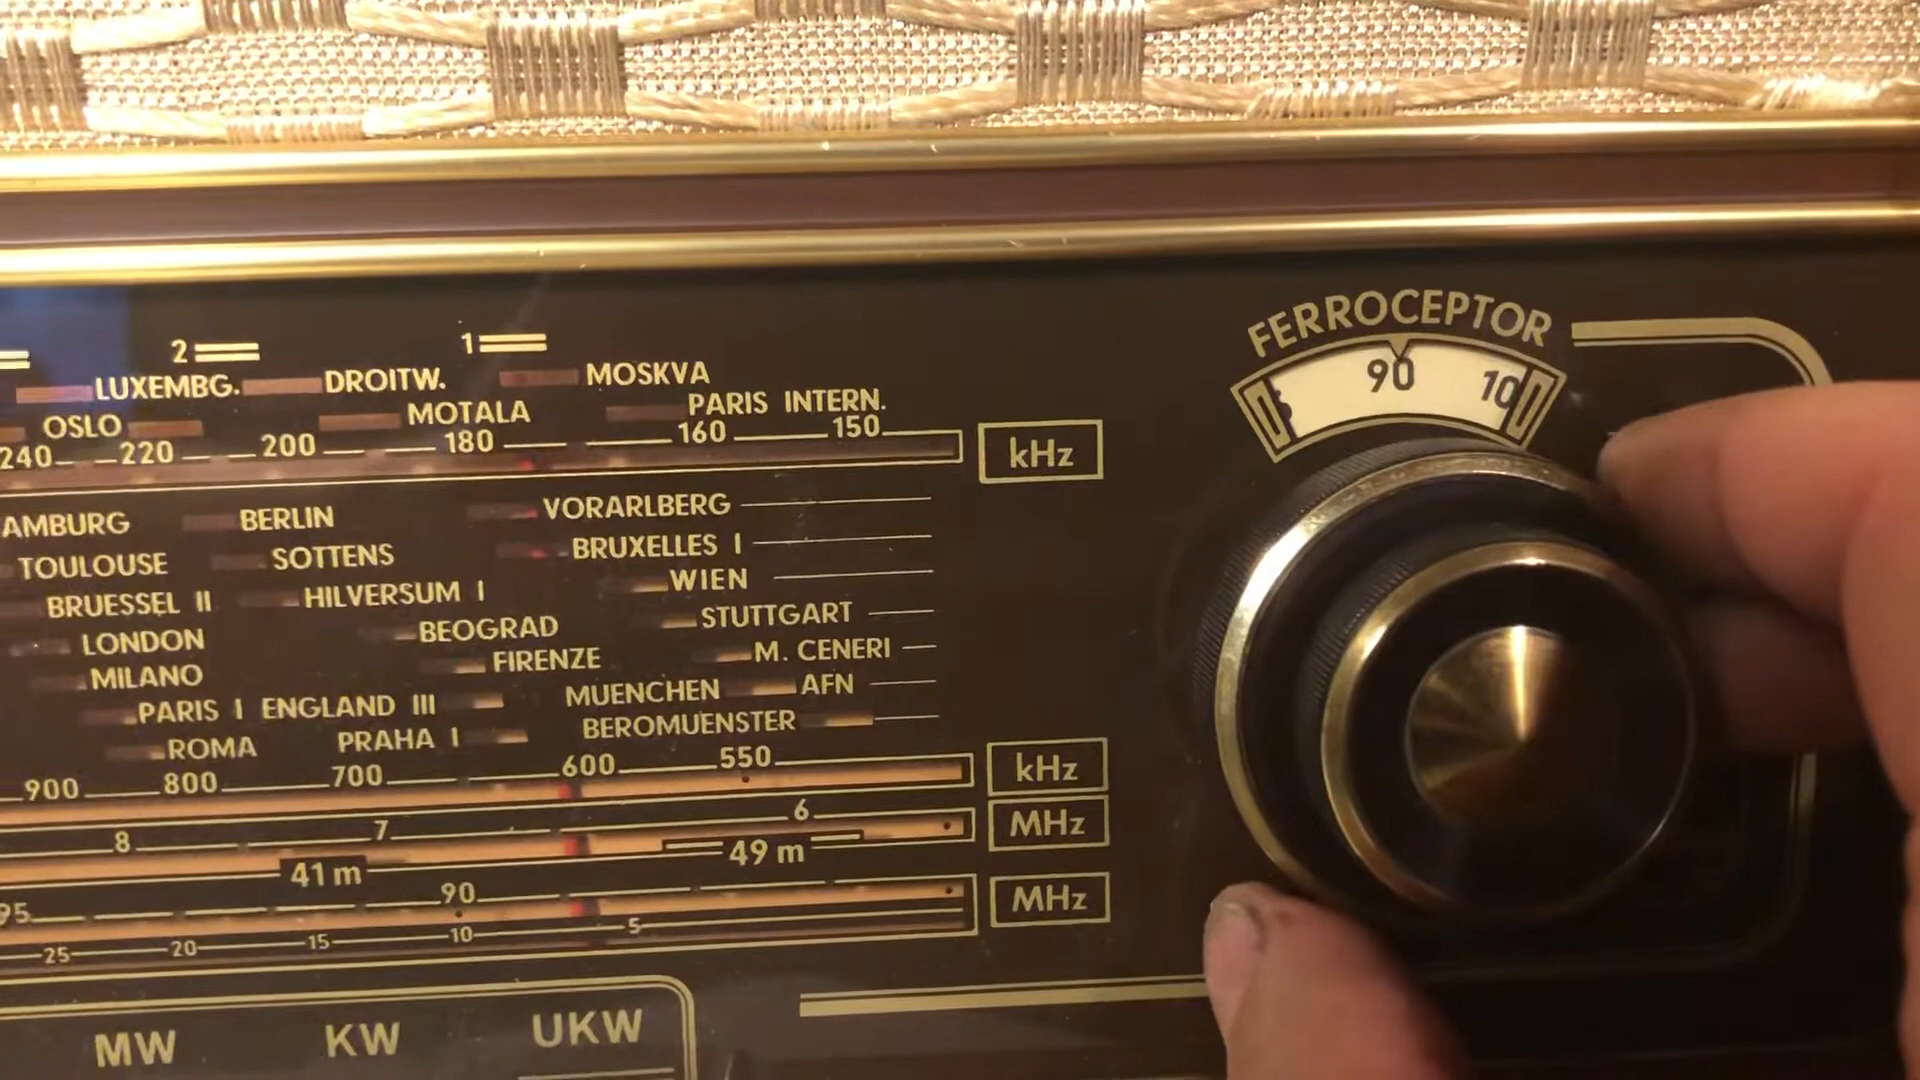 FERROCEPTOR
90 10
2 1
LUXEMBG. DROITW. MOSKVA
OSLO MOTALA PARIS INTERN.
240 220 200 180 160 150 kHz
AMBURG BERLIN VORARLBERG
TOULOUSE SOTTENS BRUXELLES I
BRUESSEL II HILVERSUM I WIEN
LONDON BEOGRAD STUTTGART
MILANO FIRENZE M. CENERI
PARIS I ENGLAND III MUENCHEN AFN
ROMA PRAHA I BEROMUENSTER
900 800 700 600 550 kHz
8 7 6 MHz
41 m 49 m
95 90 MHz
25 20 15 10 5
MW KW UKW